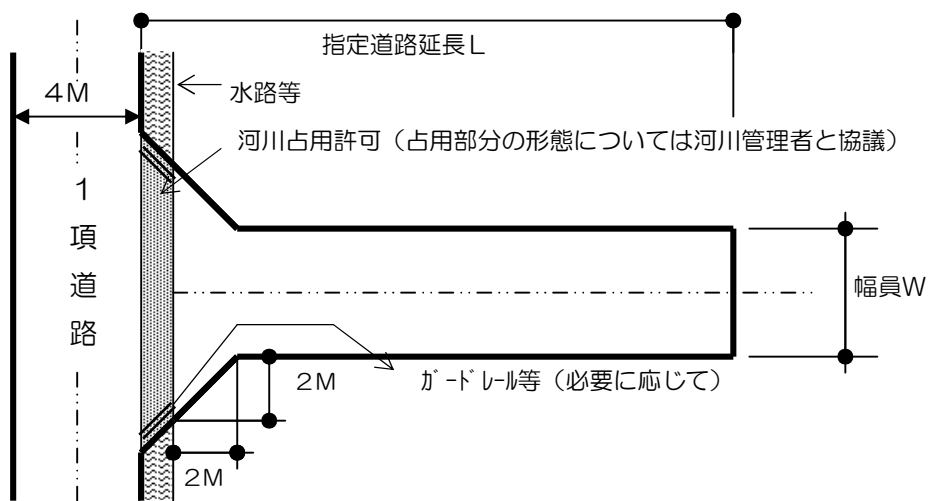 指定道路延長L
4M
水路等
河川占用許可（占用部分の形態については河川管理者と協議）
1項道路
幅員W
2M
ガードレール等（必要に応じて）
2M